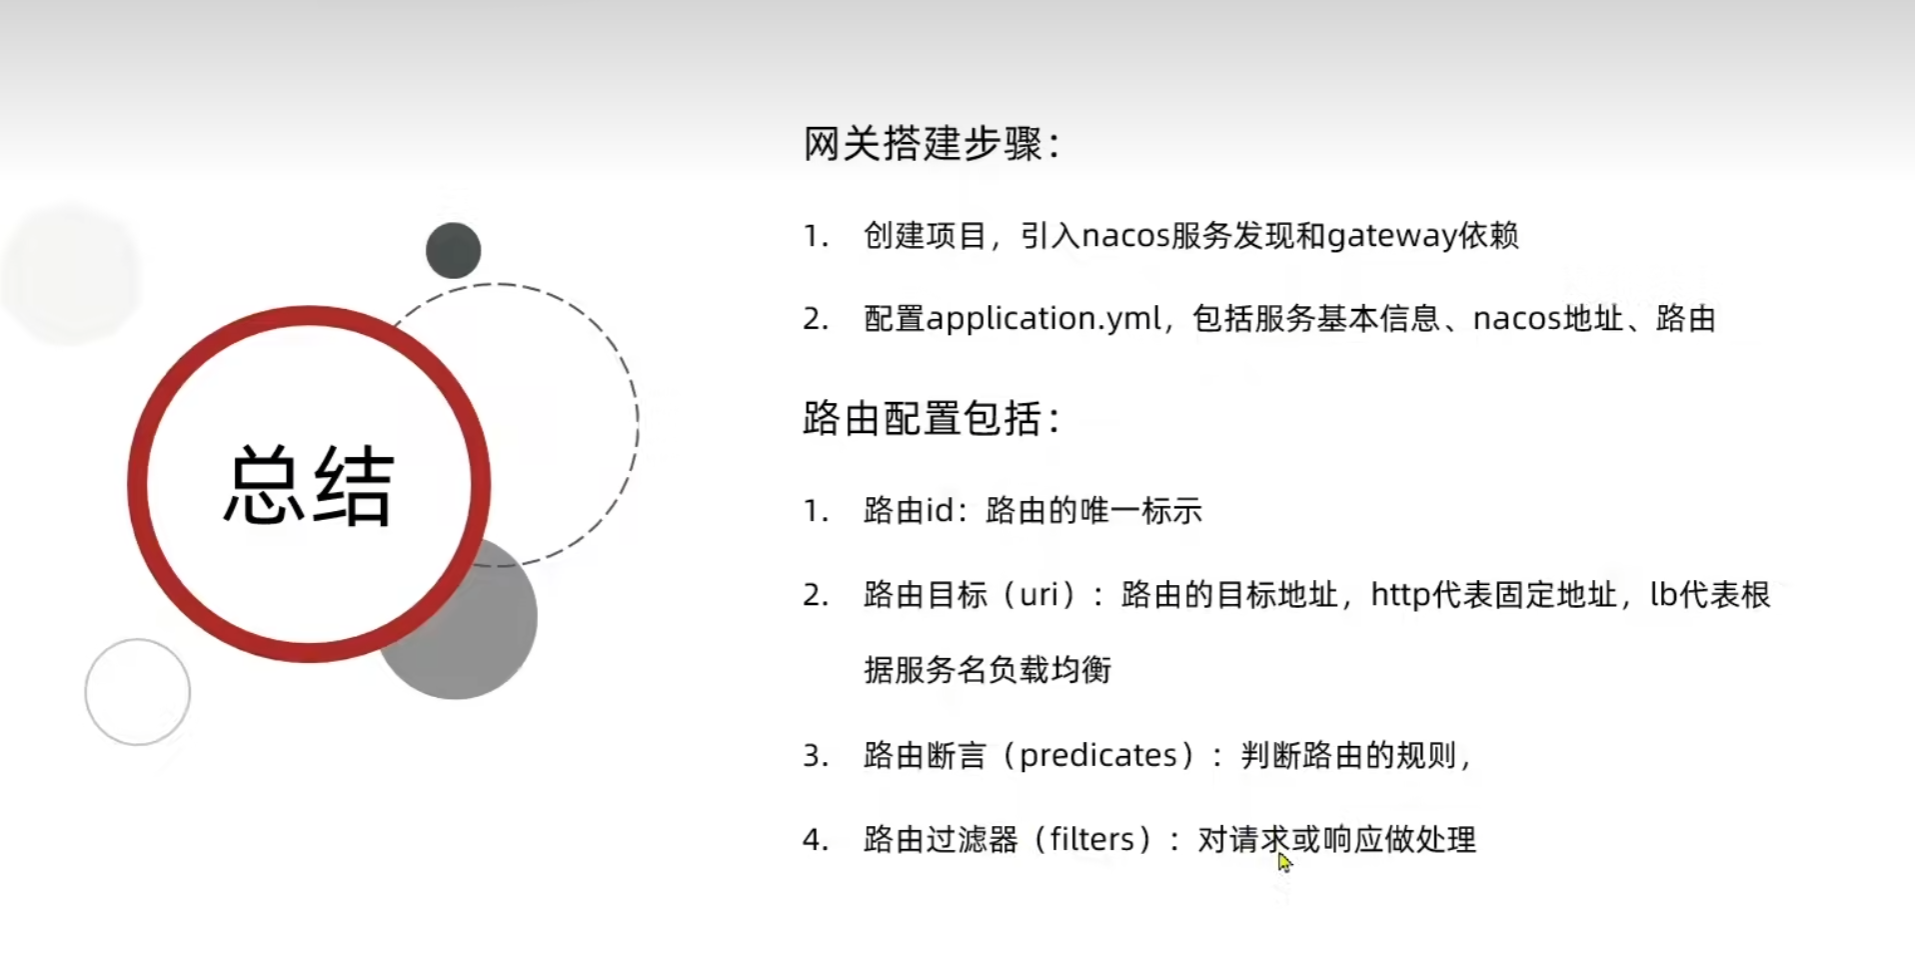 总结
网关搭建步骤：
1. 创建项目，引入nacos服务发现和gateway依赖
2. 配置application.yml，包括服务基本信息、nacos地址、路由
路由配置包括：
1. 路由id：路由的唯一标示
2. 路由目标（uri）：路由的目标地址，http代表固定地址，lb代表根
据服务名负载均衡
3. 路由断言（predicates）：判断路由的规则，
4. 路由过滤器（filters）：对请求或响应做处理